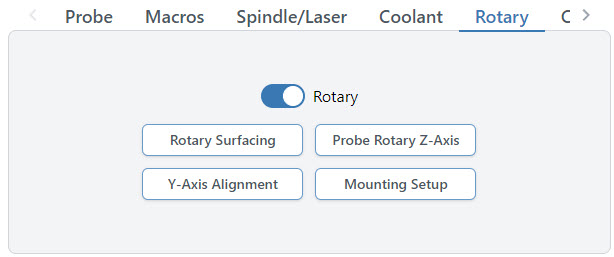 Probe Macros Spindle/Laser Coolant Rotary
Rotary
Rotary Surfacing Probe Rotary Z-Axis
Y-Axis Alignment Mounting Setup